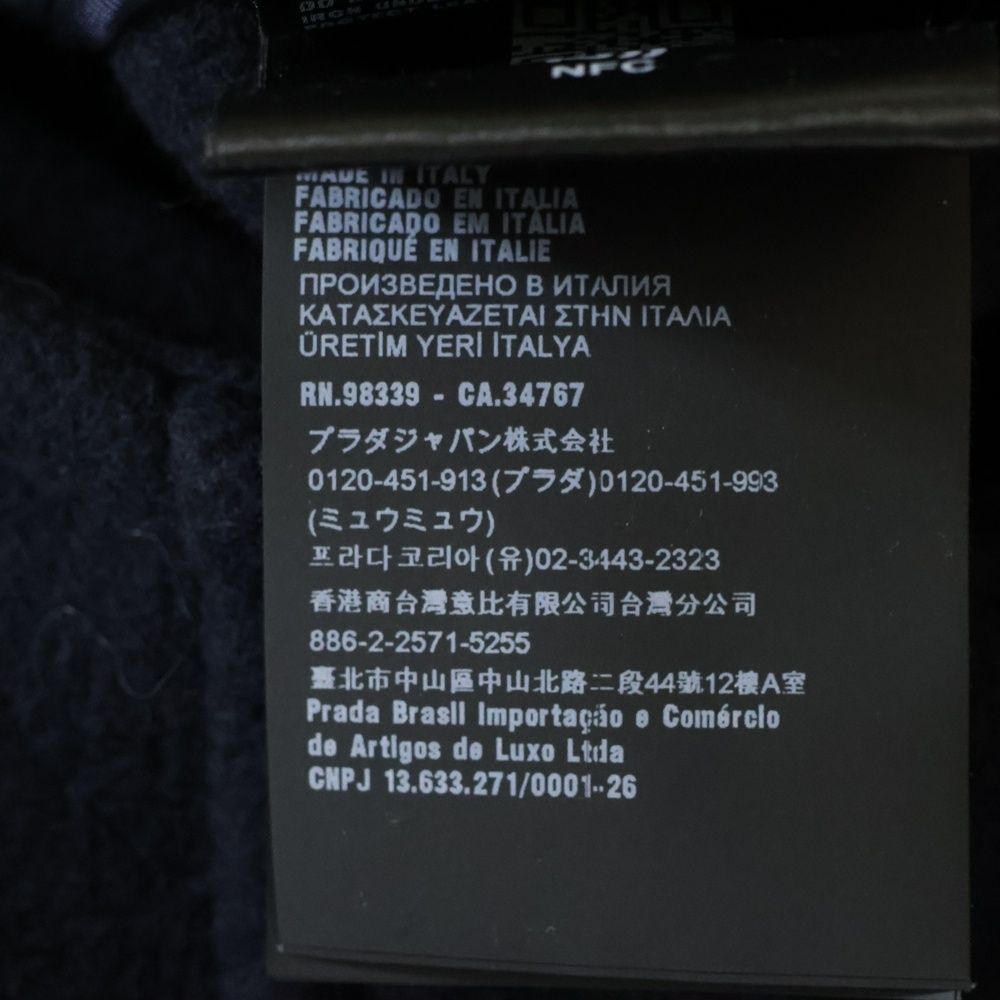 NFC
MADE IN ITALY
FABRICADO EN ITALIA
FABRICADO EM ITÁLIA
FABRIQUÉ EN ITALIE
ПРОИЗВЕДЕНО В ИТАЛИЯ
ΚΑΤΑΣΚΕΥΑΖΕΤΑΙ ΣΤΗΝ ΙΤΑΛΙΑ
ÜRETİM YERİ İTALYA
RN.98339 - CA.34767
プラダジャパン株式会社
0120-451-913(プラダ)0120-451-993
(ミュウミュウ)
프라다코리아(유)02-3443-2323
香港商台灣意比有限公司台灣分公司
886-2-2571-5255
臺北市中山區中山北路二段44號12樓A室
Prada Brasil Importação e Comércio
de Artigos de Luxo Ltda
CNPJ 13.633.271/0001-26